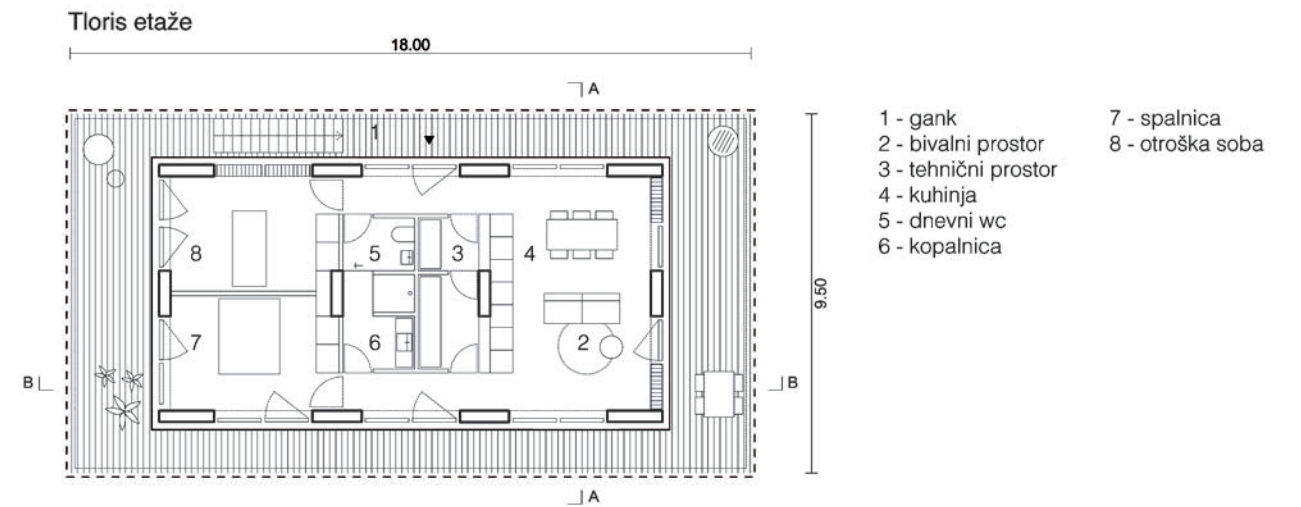 Tloris etaže
18.00
A
1 - gank
2 - bivalni prostor
3 - tehnični prostor
4 - kuhinja
5 - dnevni wc
6 - kopalnica
7 - spalnica
8 - otroška soba
1
8
5
3
4
9.50
7
6
2
B
B
A